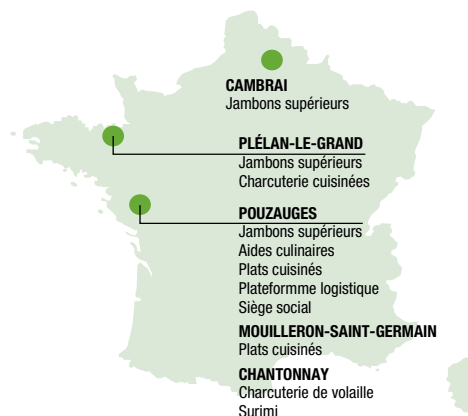 CAMBRAI
Jambons supérieurs
PLÉLAN-LE-GRAND
Jambons supérieurs
Charcuterie cuisinées
POUZAUGES
Jambons supérieurs
Aides culinaires
Plats cuisinés
Plateformme logistique
Siège social
MOUILLERON-SAINT-GERMAIN
Plats cuisinés
CHANTONNAY
Charcuterie de volaille
Surimi